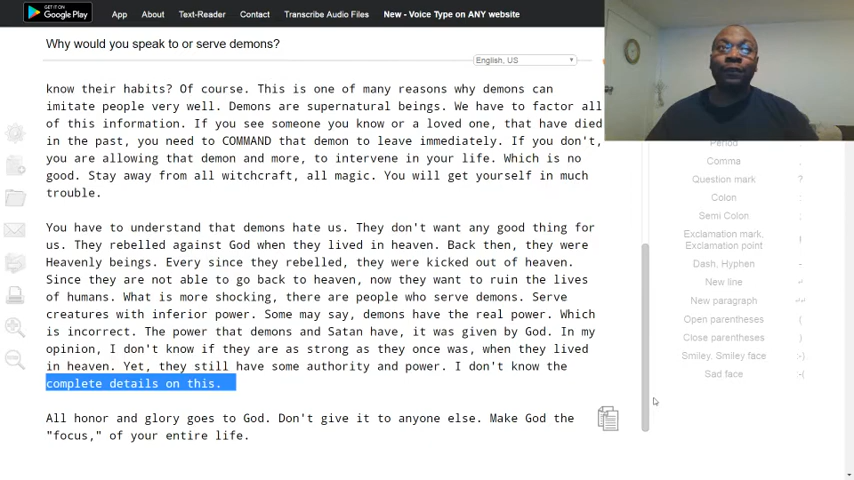 GET IT ON
Google Play
App
About
Text-Reader
Contact
Transcribe Audio Files
New - Voice Type on ANY website
Why would you speak to or serve demons?
English, US
know their habits? Of course. This is one of many reasons why demons can
imitate people very well. Demons are supernatural beings. We have to factor all
of this information. If you see someone you know or a loved one, that have died
in the past, you need to COMMAND that demon to leave immediately. If you don't,
you are allowing that demon and more, to intervene in your life. Which is no
good. Stay away from all witchcraft, all magic. You will get yourself in much
trouble.
You have to understand that demons hate us. They don't want any good thing for
us. They rebelled against God when they lived in heaven. Back then, they were
Heavenly beings. Every since they rebelled, they were kicked out of heaven.
Since they are not able to go back to heaven, now they want to ruin the lives
of humans. What is more shocking, there are people who serve demons. Serve
creatures with inferior power. Some may say, demons have the real power. Which
is incorrect. The power that demons and Satan have, it was given by God. In my
opinion, I don't know if they are as strong as they once was, when they lived
in heaven. Yet, they still have some authority and power. I don't know the
complete details on this.
All honor and glory goes to God. Don't give it to anyone else. Make God the
"focus," of your entire life.
Period .
Comma ,
Question mark ?
Colon :
Semi Colon ;
Exclamation mark, !
Exclamation point
Dash, Hyphen -
New line
New paragraph
Open parentheses (
Close parentheses )
Smiley. Smiley face :-)
Sad face :-(